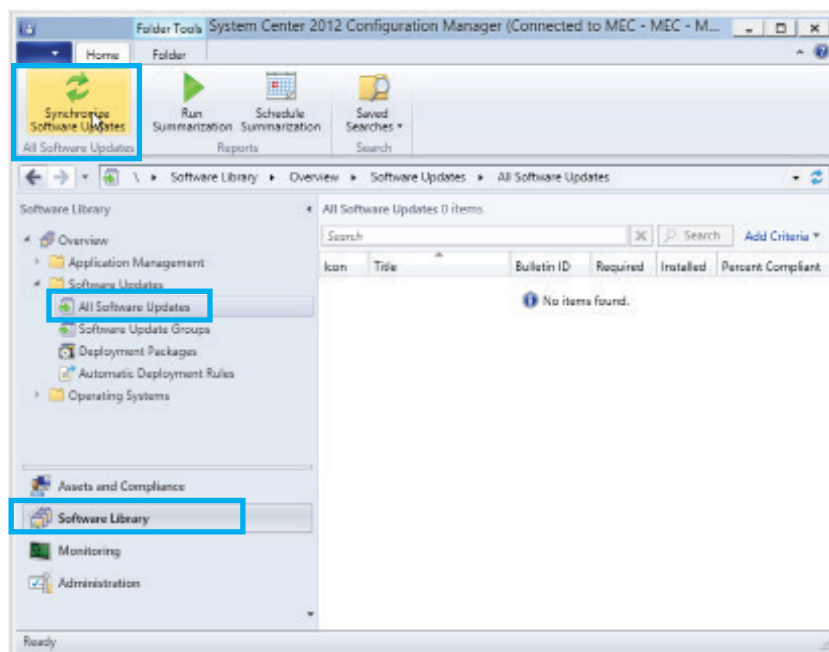 Folder Tools System Center 2012 Configuration Manager (Connected to MEC - MEC - M...
Home Folder
Synchronize Software Updates
Run Summarization
Schedule Summarization
Saved Searches
All Software Updates Reports Search
\ Software Library Overview Software Updates All Software Updates
Software Library
Overview
Application Management
Software Updates
All Software Updates
Software Update Groups
Deployment Packages
Automatic Deployment Rules
Operating Systems
Assets and Compliance
Software Library
Monitoring
Administration
All Software Updates 0 items
Search Search Add Criteria
Icon Title Bulletin ID Required Installed Percent Compliant
No items found.
Ready